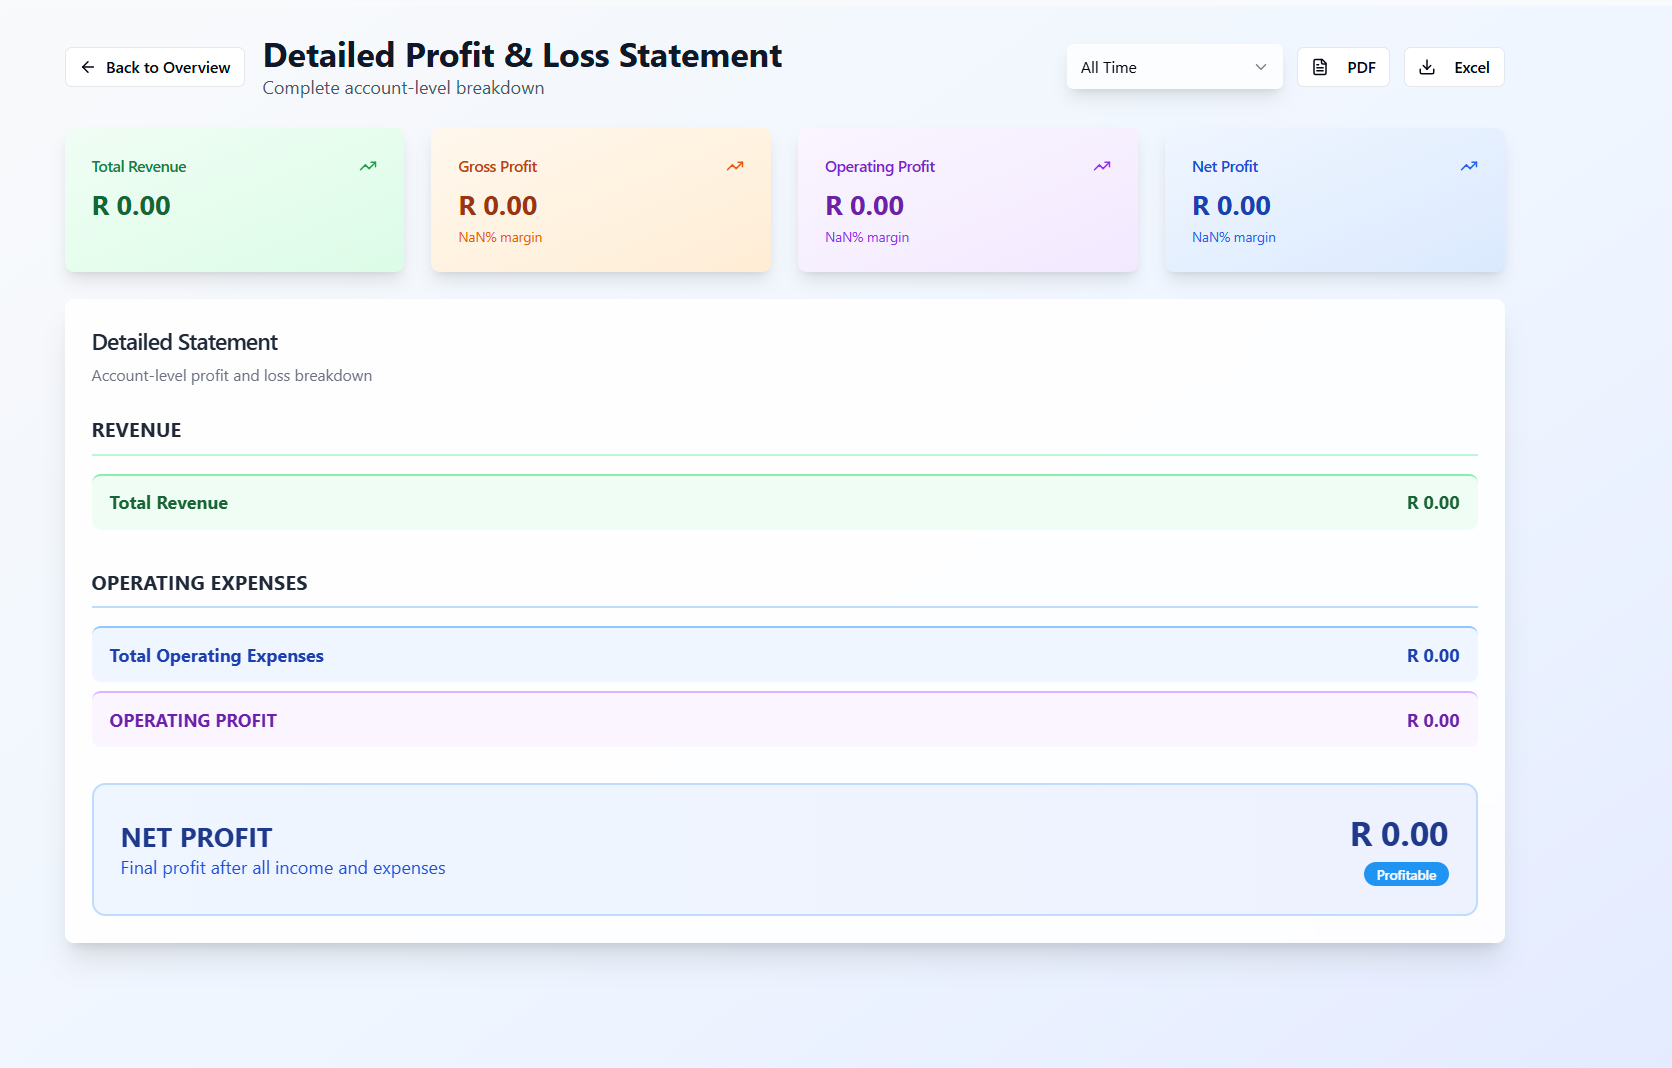 Back to Overview
Detailed Profit & Loss Statement
Complete account-level breakdown
All Time
PDF
Excel
Total Revenue
R 0.00
Gross Profit
R 0.00
NaN% margin
Operating Profit
R 0.00
NaN% margin
Net Profit
R 0.00
NaN% margin
Detailed Statement
Account-level profit and loss breakdown
REVENUE
Total Revenue R 0.00
OPERATING EXPENSES
Total Operating Expenses R 0.00
OPERATING PROFIT R 0.00
NET PROFIT R 0.00
Final profit after all income and expenses
Profitable